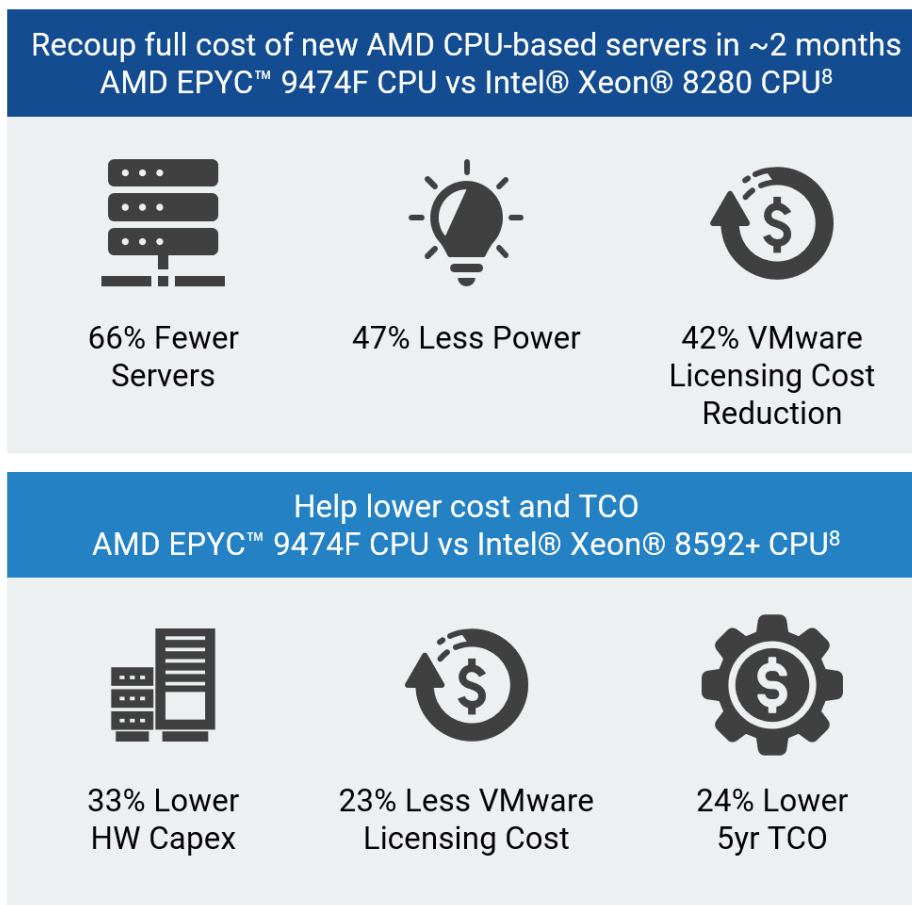 Recoup full cost of new AMD CPU-based servers in ~2 months
AMD EPYC™ 9474F CPU vs Intel® Xeon® 8280 CPU⁸
66% Fewer
Servers
47% Less Power
$
42% VMware
Licensing Cost
Reduction
Help lower cost and TCO
AMD EPYC™ 9474F CPU vs Intel® Xeon® 8592+ CPU⁸
$
$
33% Lower
HW Capex
23% Less VMware
Licensing Cost
24% Lower
5yr TCO